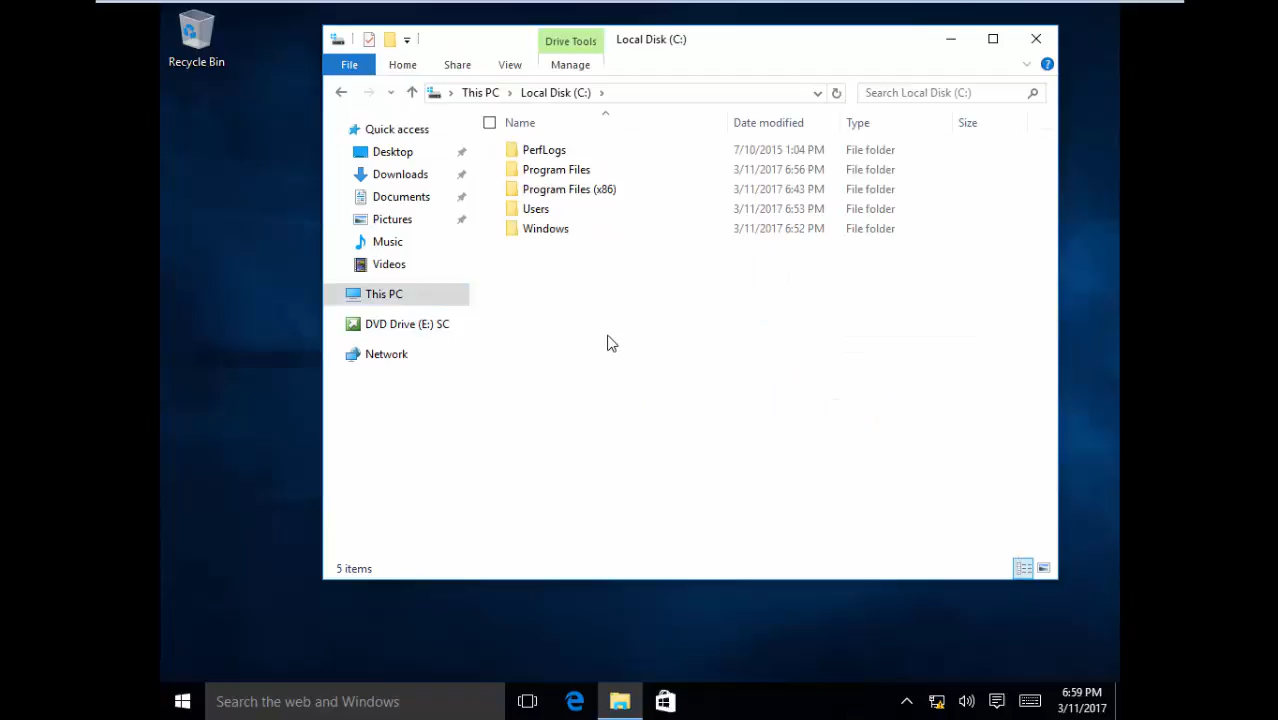 Recycle Bin
Drive Tools
Local Disk (C:)
File
Home
Share
View
Manage
This PC
Local Disk (C:)
Search Local Disk (C:)
Quick access
Desktop
Downloads
Documents
Pictures
Music
Videos
This PC
DVD Drive (E:) SC
Network
Name Date modified Type Size
PerfLogs 7/10/2015 1:04 PM File folder
Program Files 3/11/2017 6:56 PM File folder
Program Files (x86) 3/11/2017 6:43 PM File folder
Users 3/11/2017 6:53 PM File folder
Windows 3/11/2017 6:52 PM File folder
5 items
Search the web and Windows
6:59 PM
3/11/2017